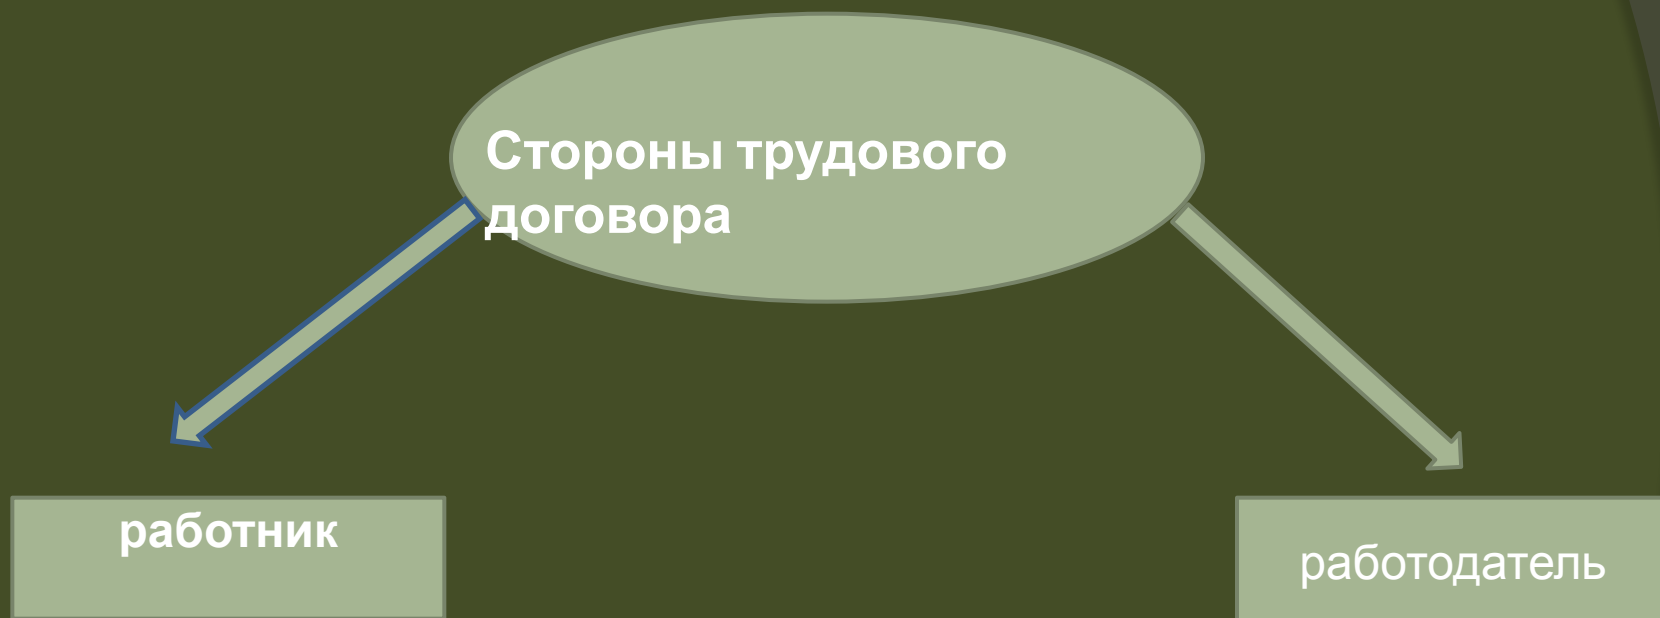 Стороны трудового
договора
работник
работодатель